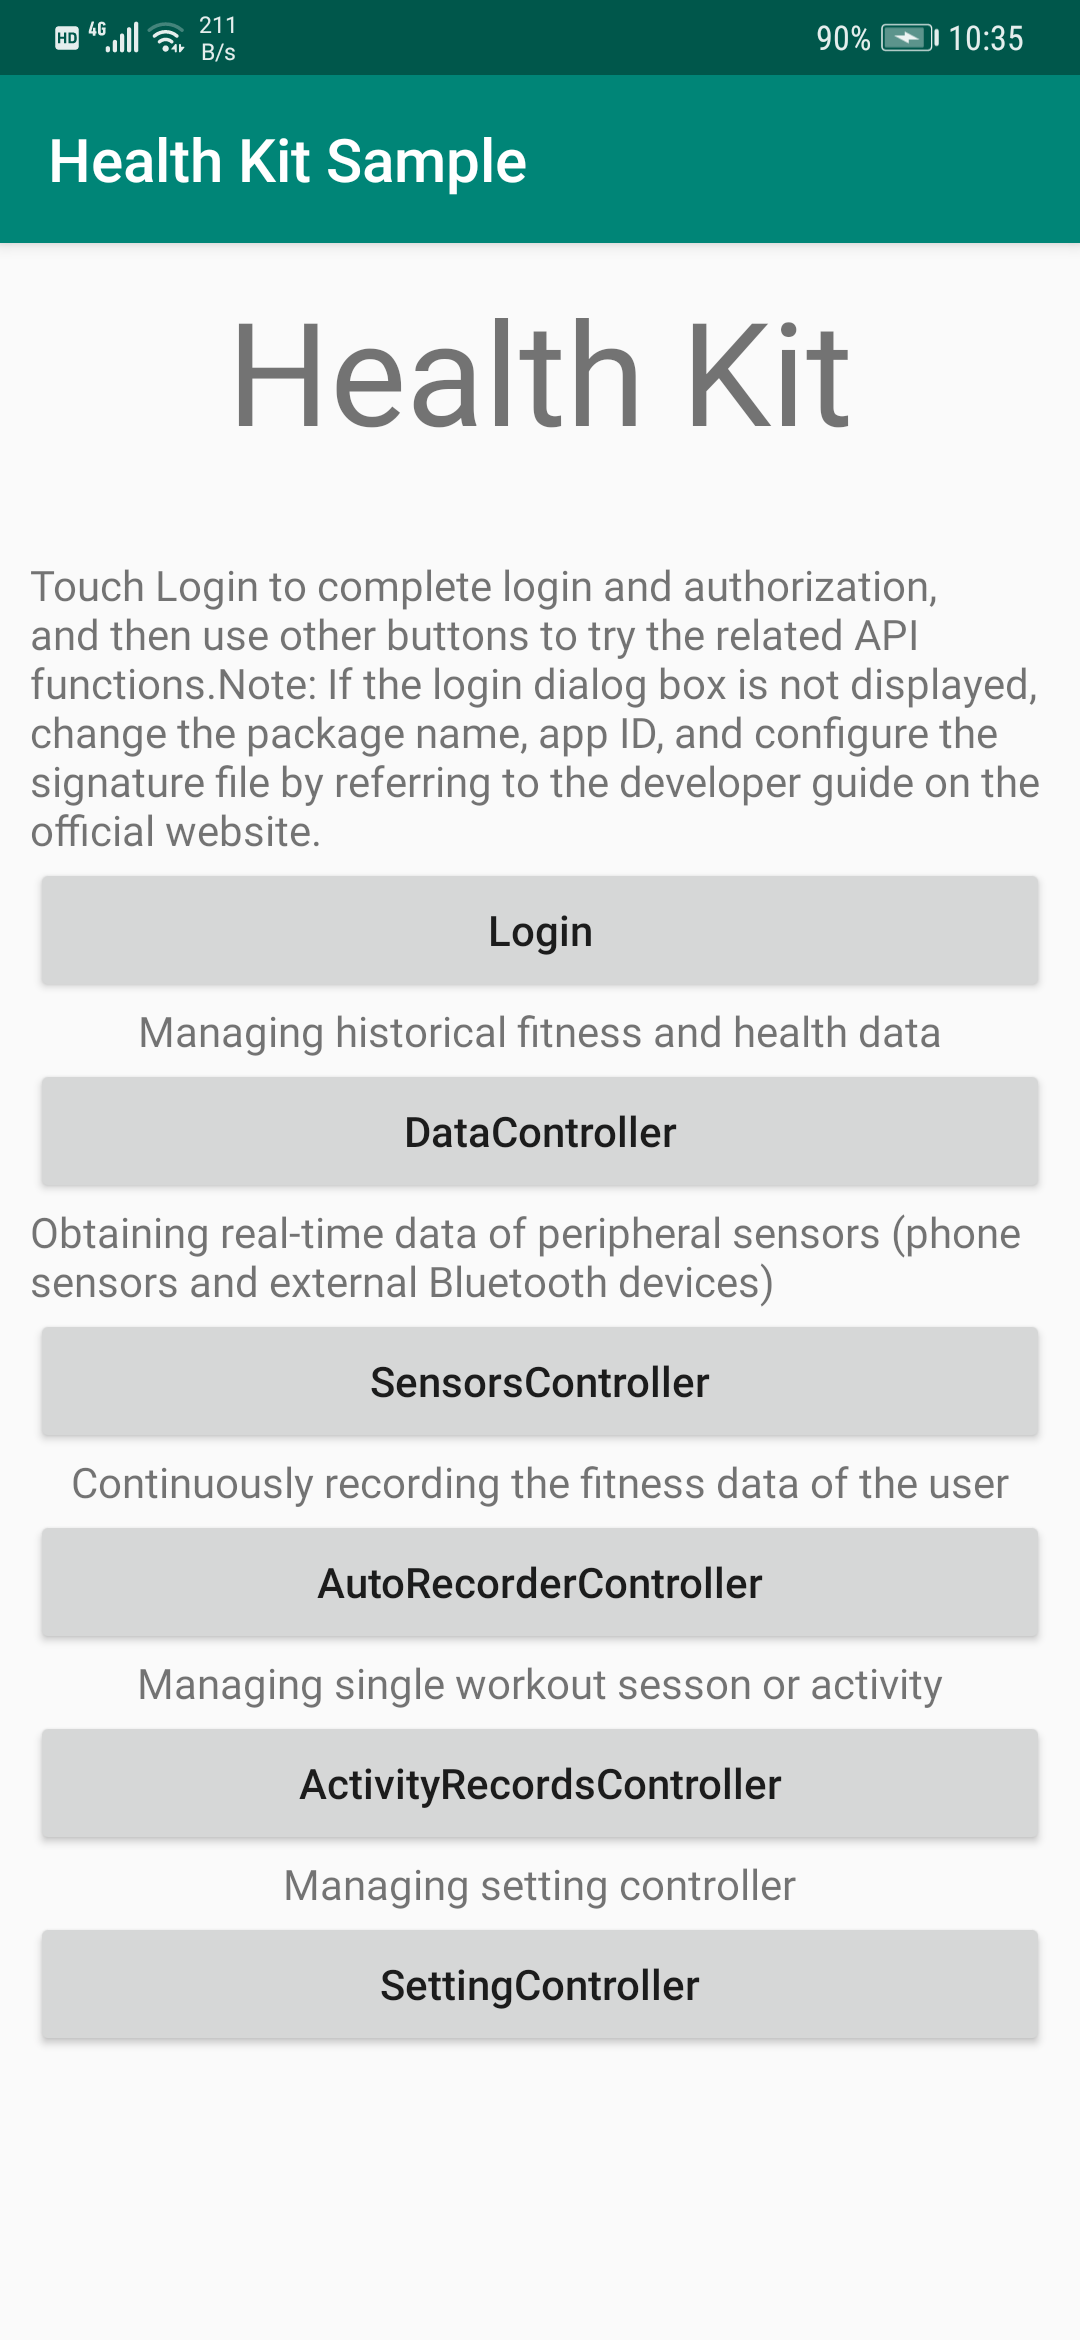 HD 4G 211 B/s 90% 10:35
Health Kit Sample
Health Kit
Touch Login to complete login and authorization,
and then use other buttons to try the related API
functions.Note: If the login dialog box is not displayed,
change the package name, app ID, and configure the
signature file by referring to the developer guide on the
official website.
Login
Managing historical fitness and health data
DataController
Obtaining real-time data of peripheral sensors (phone
sensors and external Bluetooth devices)
SensorsController
Continuously recording the fitness data of the user
AutoRecorderController
Managing single workout sesson or activity
ActivityRecordsController
Managing setting controller
SettingController